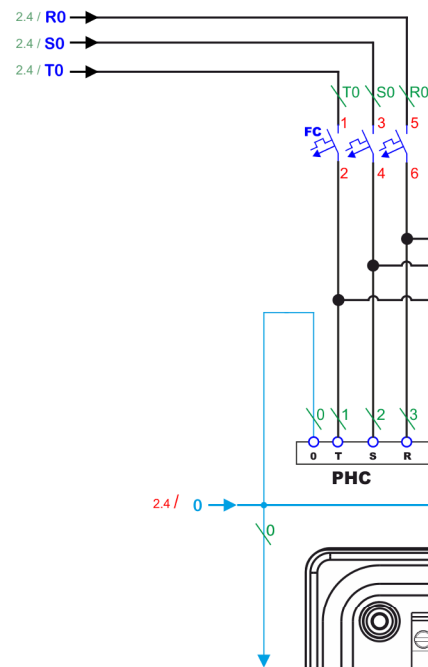 2.4 / R0
2.4 / S0
2.4 / T0
T0 S0 R0
1 3 5
FC
2 4 6
0 1 2 3
0 T S R
PHC
2.4 / 0
0